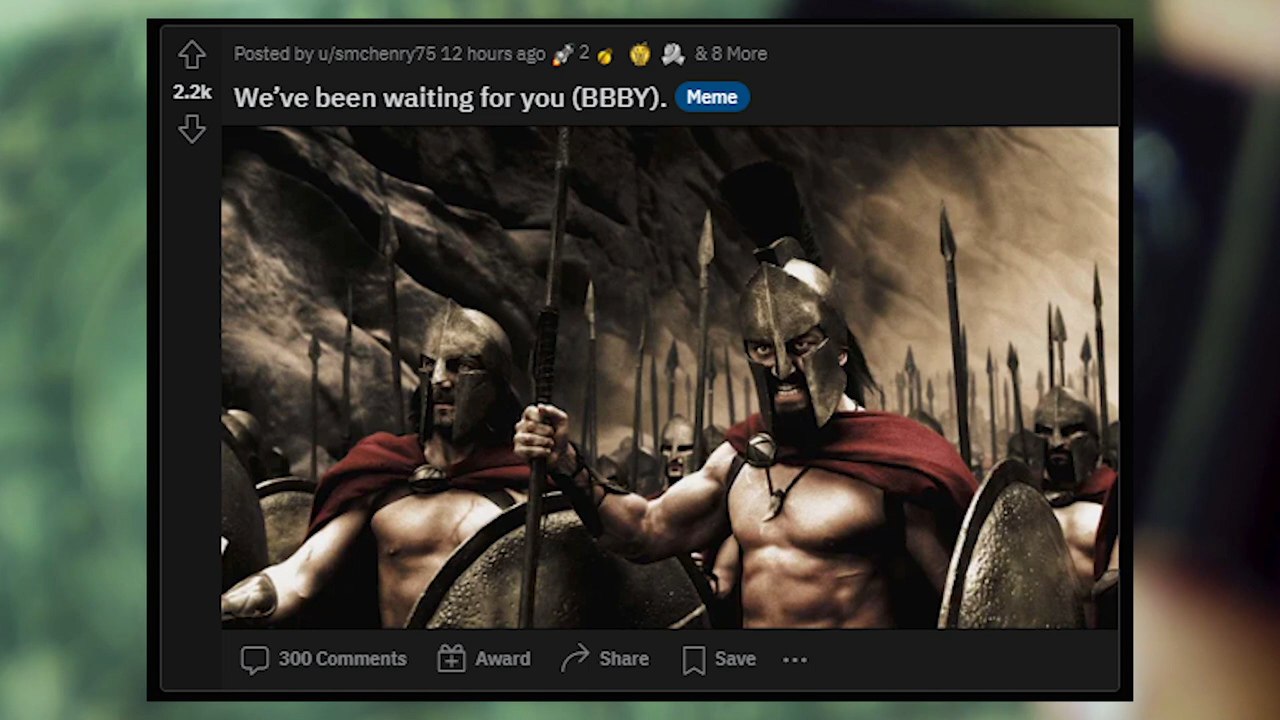 Posted by u/smchenry75 12 hours ago 2 & 8 More
2.2k
We've been waiting for you (BBBY). Meme
300 Comments Award Share Save